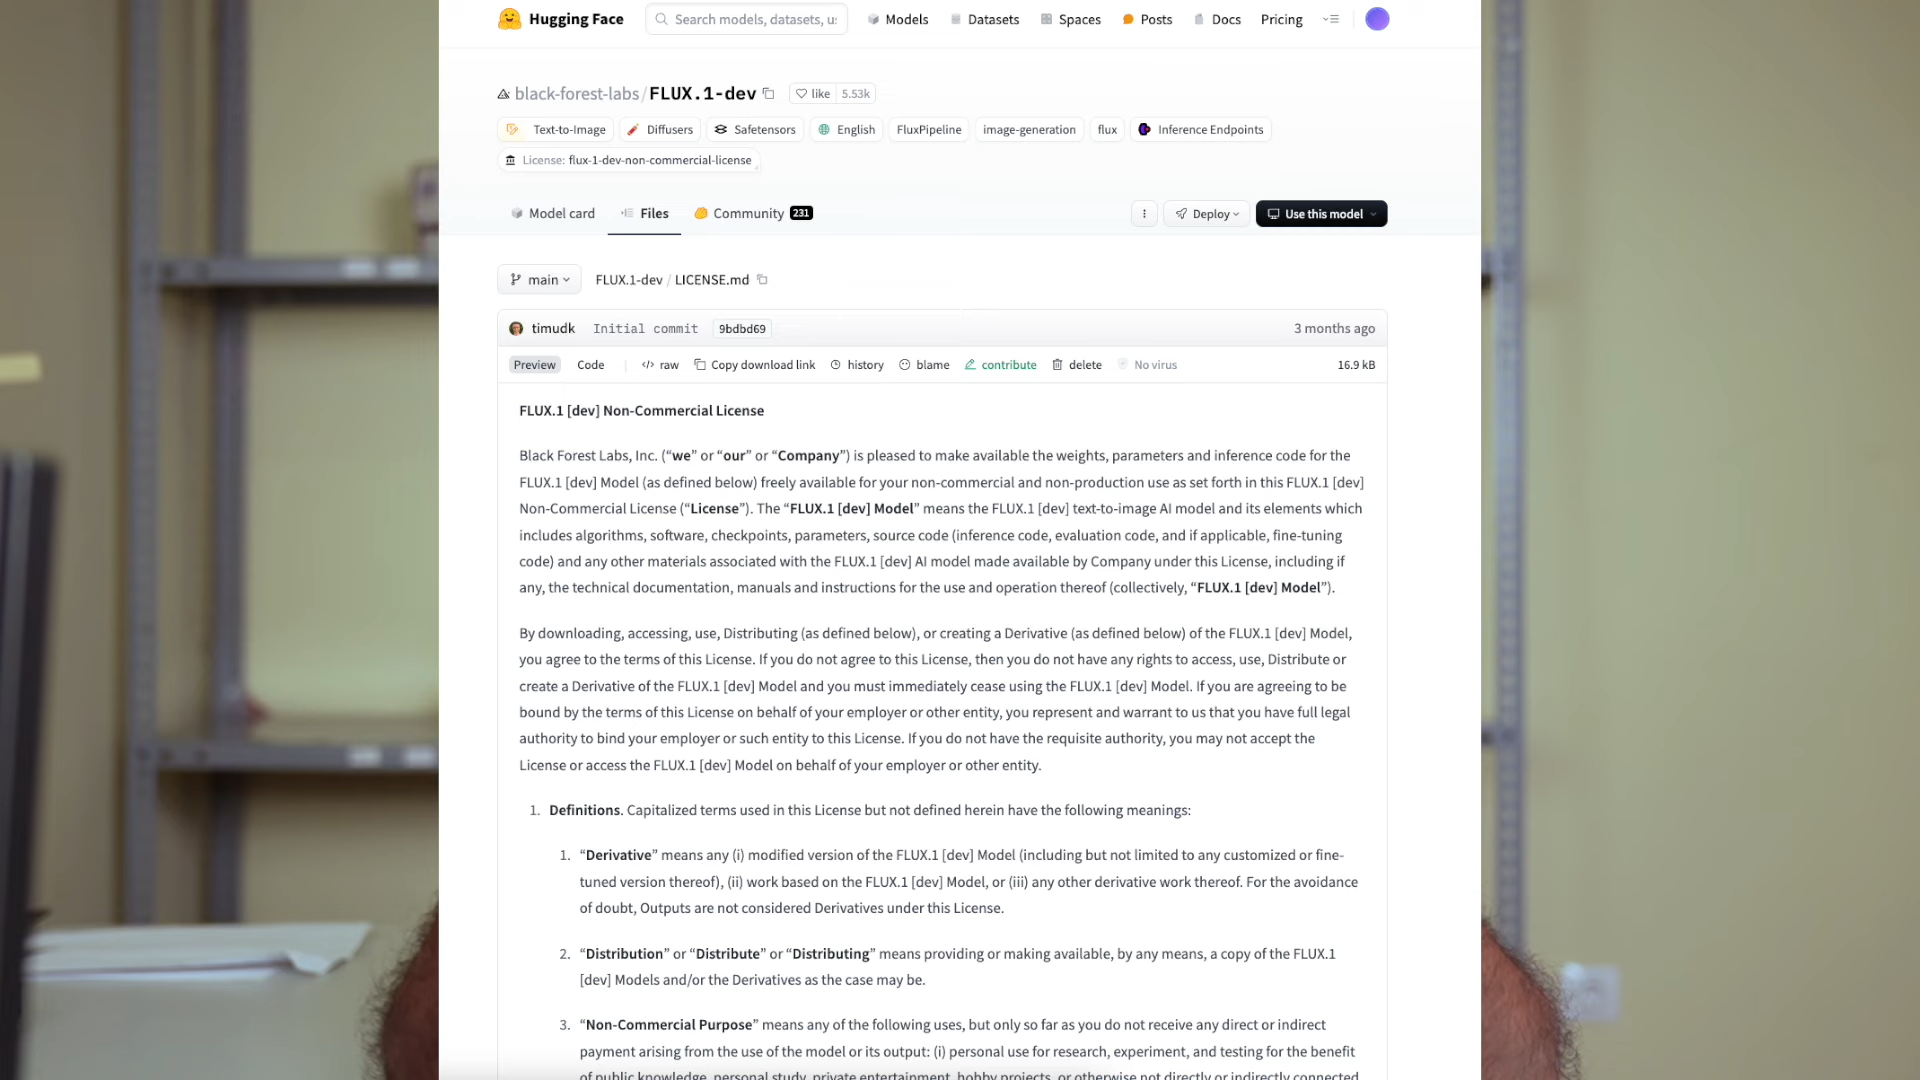 Hugging Face
Search models, datasets, u
Models
Datasets
Spaces
Posts
Docs
Pricing
black-forest-labs/FLUX.1-dev
like 5.53k
Text-to-Image
Diffusers
Safetensors
English
FluxPipeline
image-generation
flux
Inference Endpoints
License: flux-1-dev-non-commercial-license
Model card
Files
Community 231
Deploy
Use this model
main
FLUX.1-dev / LICENSE.md
timudk Initial commit 9bdbd69 3 months ago
Preview Code raw Copy download link history blame contribute delete No virus 16.9 kB
FLUX.1 [dev] Non-Commercial License
Black Forest Labs, Inc. (“we” or “our” or “Company”) is pleased to make available the weights, parameters and inference code for the
FLUX.1 [dev] Model (as defined below) freely available for your non-commercial and non-production use as set forth in this FLUX.1 [dev]
Non-Commercial License (“License”). The “FLUX.1 [dev] Model” means the FLUX.1 [dev] text-to-image AI model and its elements which
includes algorithms, software, checkpoints, parameters, source code (inference code, evaluation code, and if applicable, fine-tuning
code) and any other materials associated with the FLUX.1 [dev] AI model made available by Company under this License, including if
any, the technical documentation, manuals and instructions for the use and operation thereof (collectively, “FLUX.1 [dev] Model”).
By downloading, accessing, use, Distributing (as defined below), or creating a Derivative (as defined below) of the FLUX.1 [dev] Model,
you agree to the terms of this License. If you do not agree to this License, then you do not have any rights to access, use, Distribute or
create a Derivative of the FLUX.1 [dev] Model and you must immediately cease using the FLUX.1 [dev] Model. If you are agreeing to be
bound by the terms of this License on behalf of your employer or other entity, you represent and warrant to us that you have full legal
authority to bind your employer or such entity to this License. If you do not have the requisite authority, you may not accept the
License or access the FLUX.1 [dev] Model on behalf of your employer or other entity.
1. Definitions. Capitalized terms used in this License but not defined herein have the following meanings:
1. “Derivative” means any (i) modified version of the FLUX.1 [dev] Model (including but not limited to any customized or fine-
tuned version thereof), (ii) work based on the FLUX.1 [dev] Model, or (iii) any other derivative work thereof. For the avoidance
of doubt, Outputs are not considered Derivatives under this License.
2. “Distribution” or “Distribute” or “Distributing” means providing or making available, by any means, a copy of the FLUX.1
[dev] Models and/or the Derivatives as the case may be.
3. “Non-Commercial Purpose” means any of the following uses, but only so far as you do not receive any direct or indirect
payment arising from the use of the model or its output: (i) personal use for research, experiment, and testing for the benefit
of public knowledge, personal study, private entertainment, hobby projects, or otherwise not directly or indirectly connected